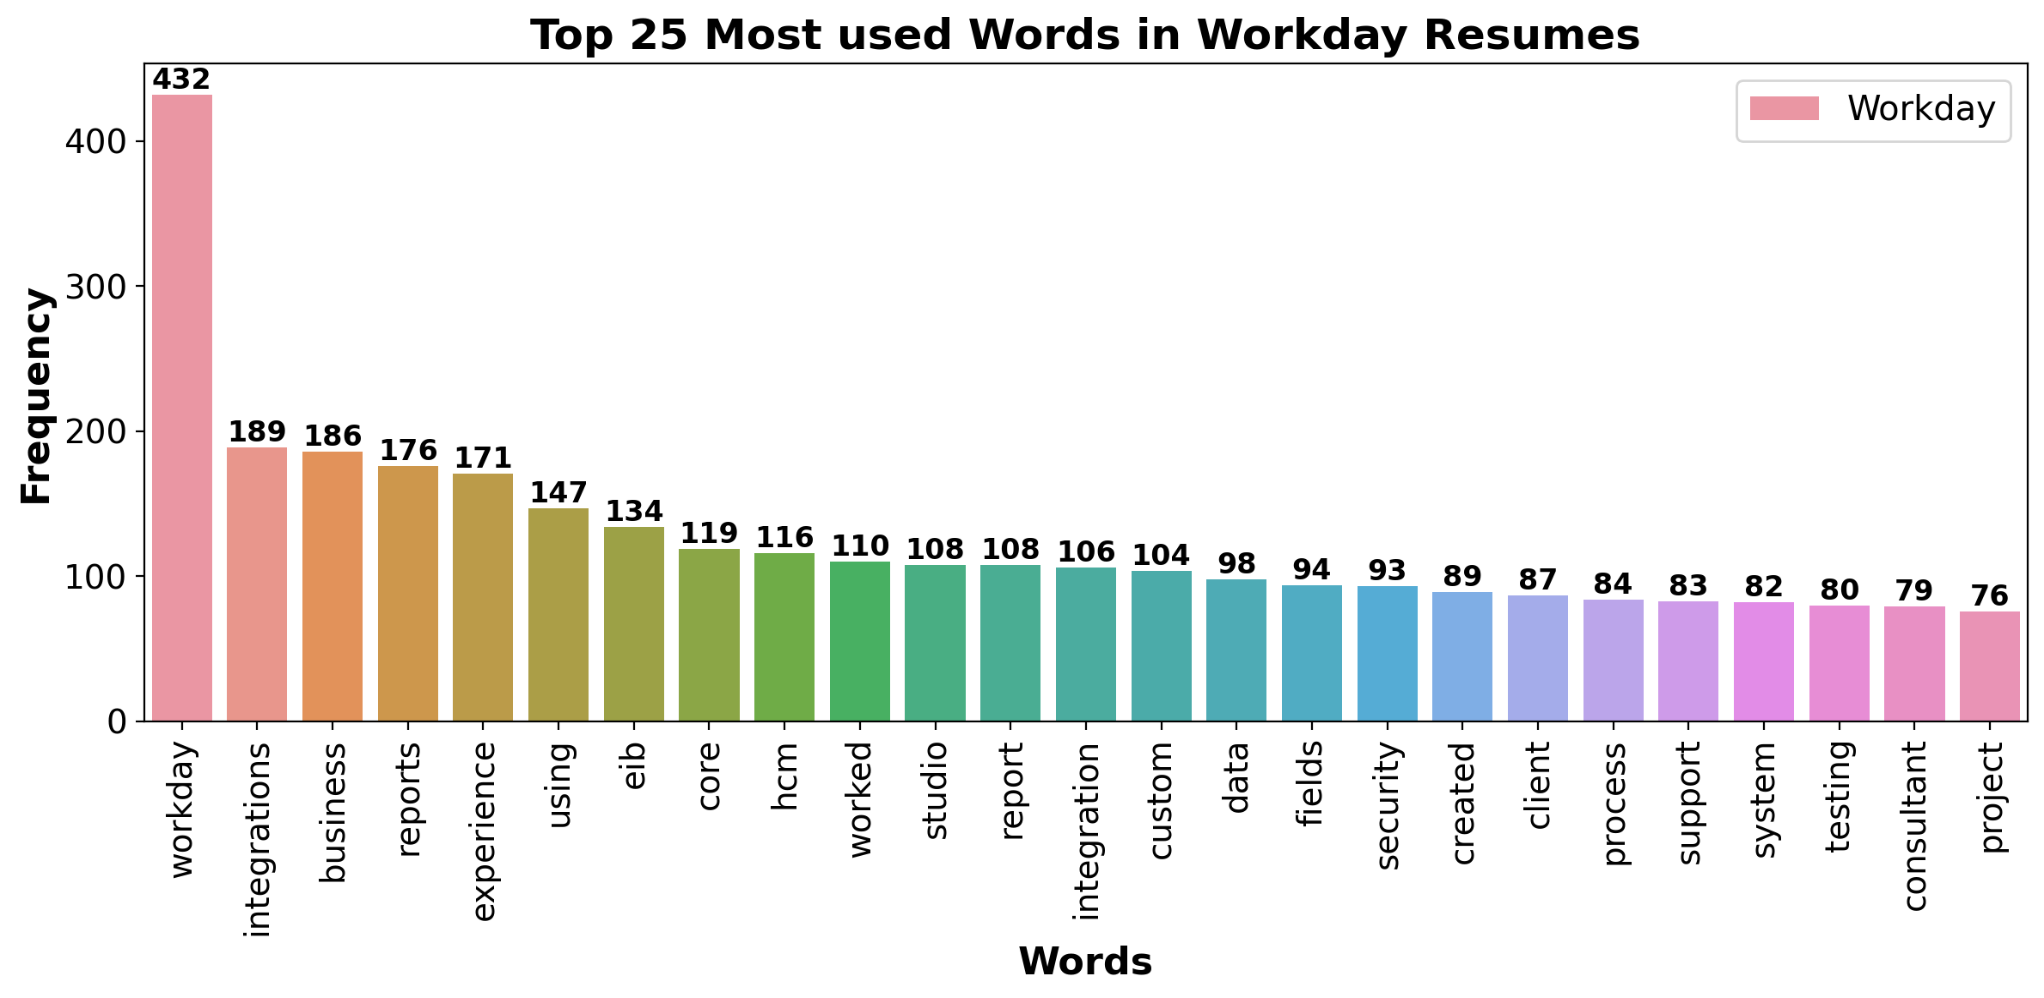 Top 25 Most used Words in Workday Resumes
Workday
Frequency
400
300
200
100
0
432
189
186
176
171
147
134
119
116
110
108
108
106
104
98
94
93
89
87
84
83
82
80
79
76
workday
integrations
business
reports
experience
using
eib
core
hcm
worked
studio
report
integration
custom
data
fields
security
created
client
process
support
system
testing
consultant
project
Words